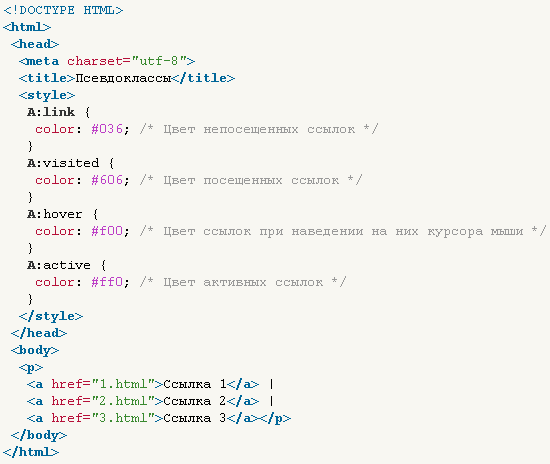 <!DOCTYPE HTML>
<html>
 <head>
  <meta charset="utf-8">
  <title>Псевдоклассы</title>
  <style>
   A:link {
    color: #036; /* Цвет непосещенных ссылок */
   }
   A:visited {
    color: #606; /* Цвет посещенных ссылок */
   }
   A:hover {
    color: #f00; /* Цвет ссылок при наведении на них курсора мыши */
   }
   A:active {
    color: #ff0; /* Цвет активных ссылок */
   }
  </style>
 </head>
 <body>
  <p>
   <a href="1.html">Ссылка 1</a> |
   <a href="2.html">Ссылка 2</a> |
   <a href="3.html">Ссылка 3</a></p>
 </body>
</html>